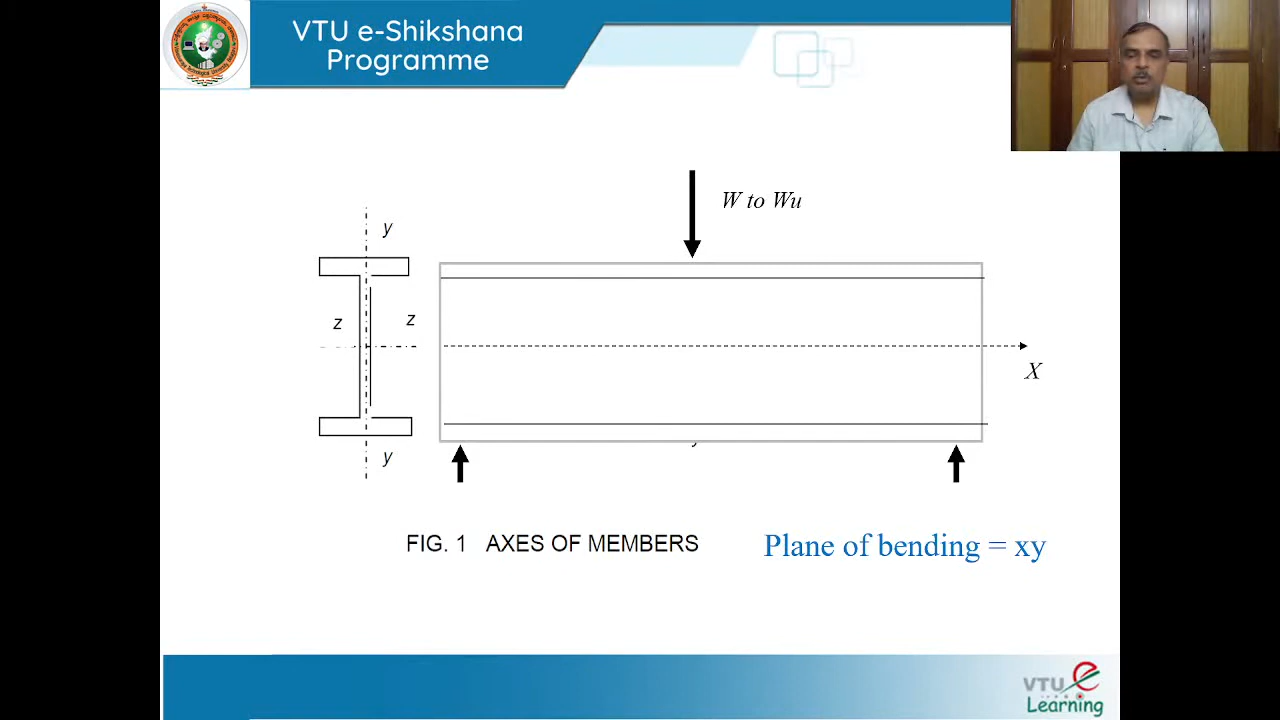 VTU e-Shikshana
Programme
W to Wu
y
z
z
X
y
FIG. 1 AXES OF MEMBERS
Plane of bending = xy
VTU e
Learning